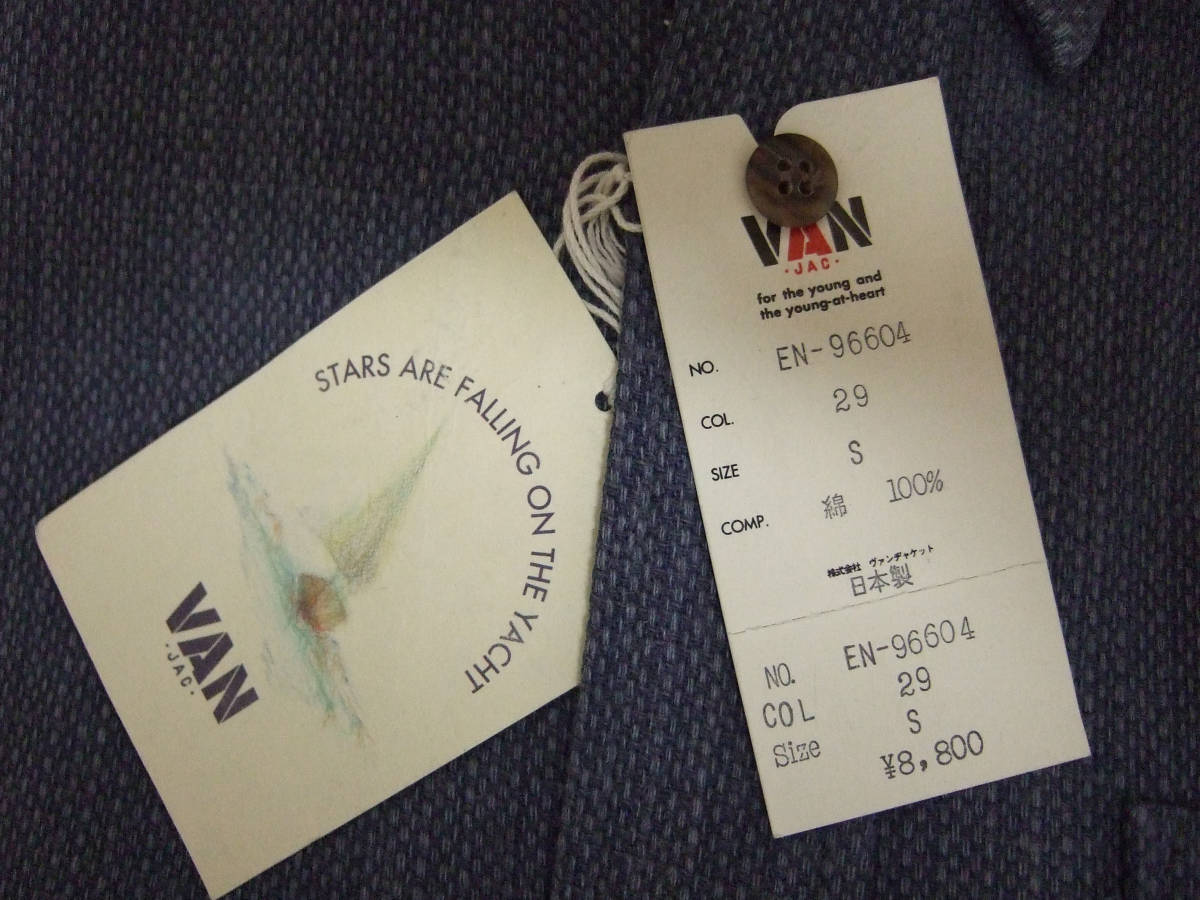 STARS ARE FALLING ON THE YACHT
VAN
·JAC·
VAN
·JAC·
for the young and
the young-at-heart
NO. EN-96604
COL. 29
SIZE S
COMP. 綿 100%
株式会社 ヴァンヂャケット
日本製
NO. EN-96604
COL 29
Size S
¥8,800